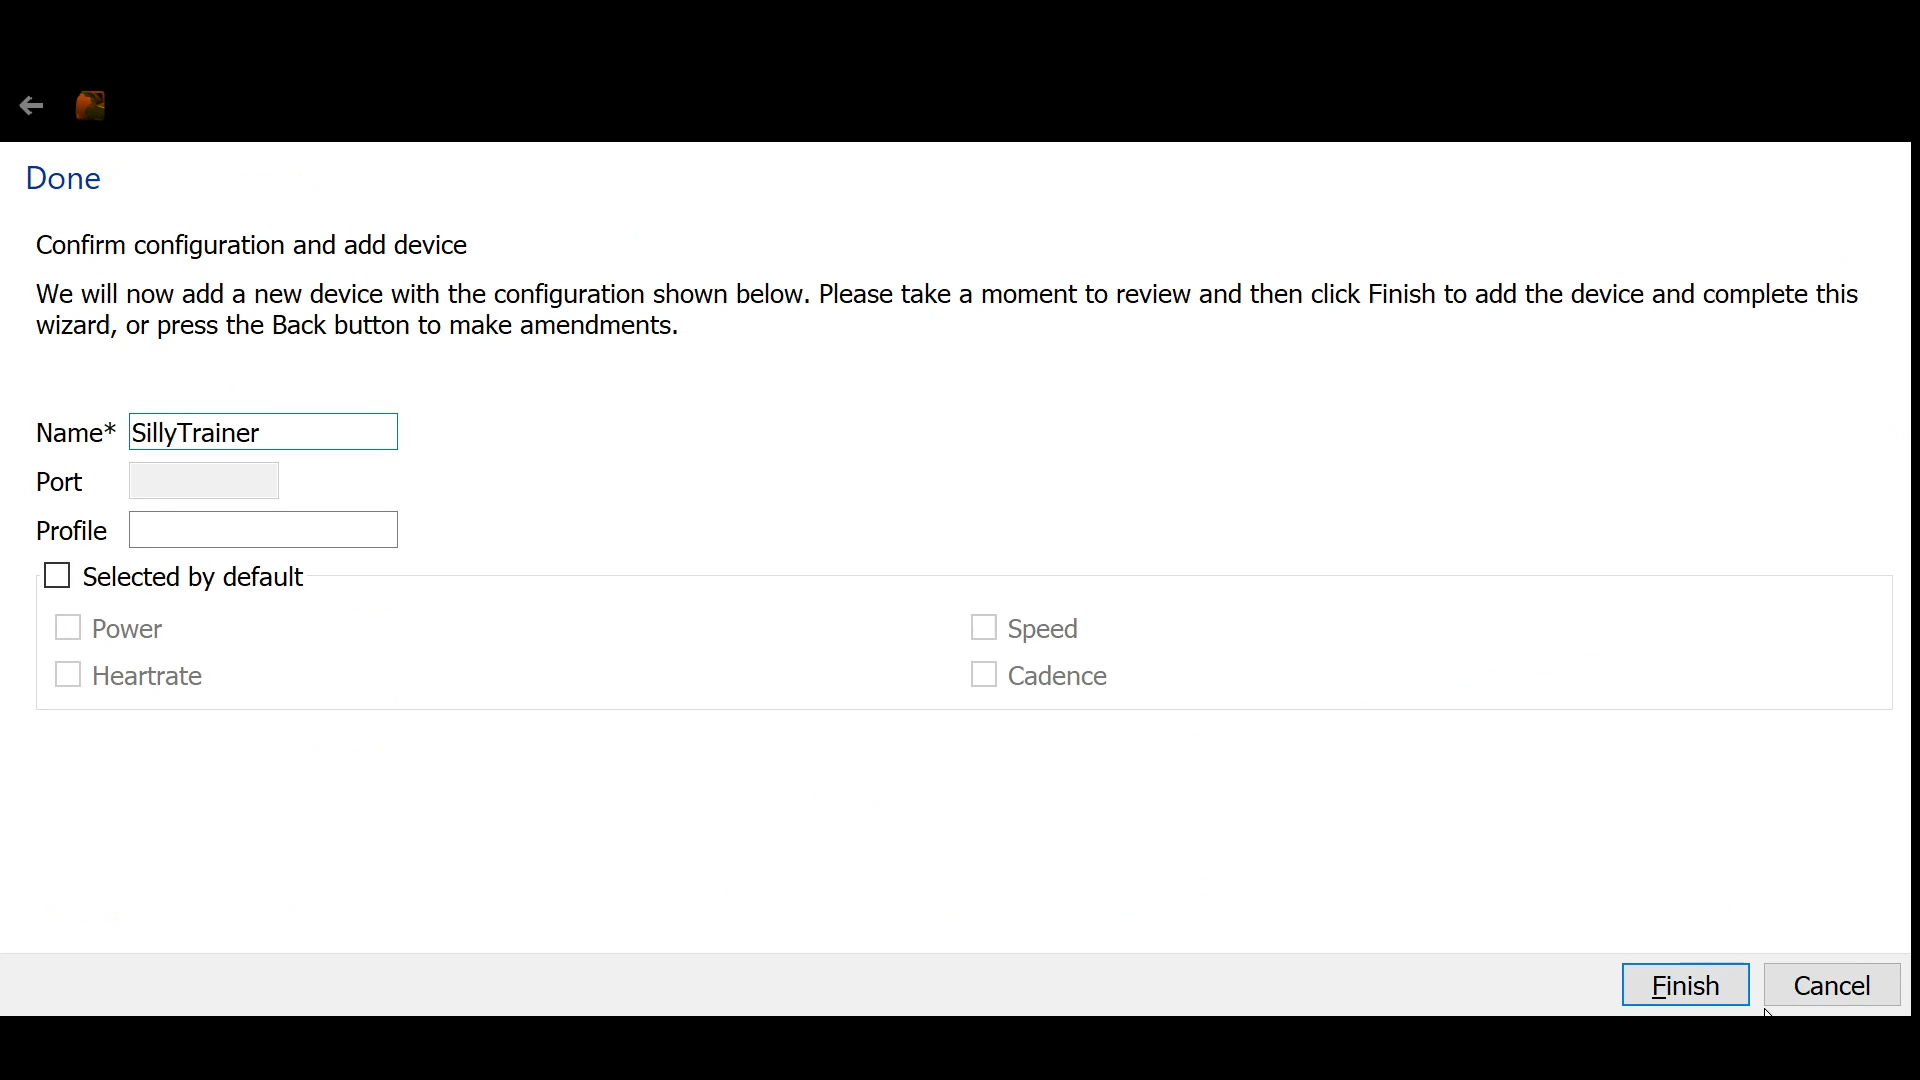 Done
Confirm configuration and add device
We will now add a new device with the configuration shown below. Please take a moment to review and then click Finish to add the device and complete this
wizard, or press the Back button to make amendments.
Name* SillyTrainer
Port
Profile
Selected by default
Power Speed
Heartrate Cadence
Finish Cancel